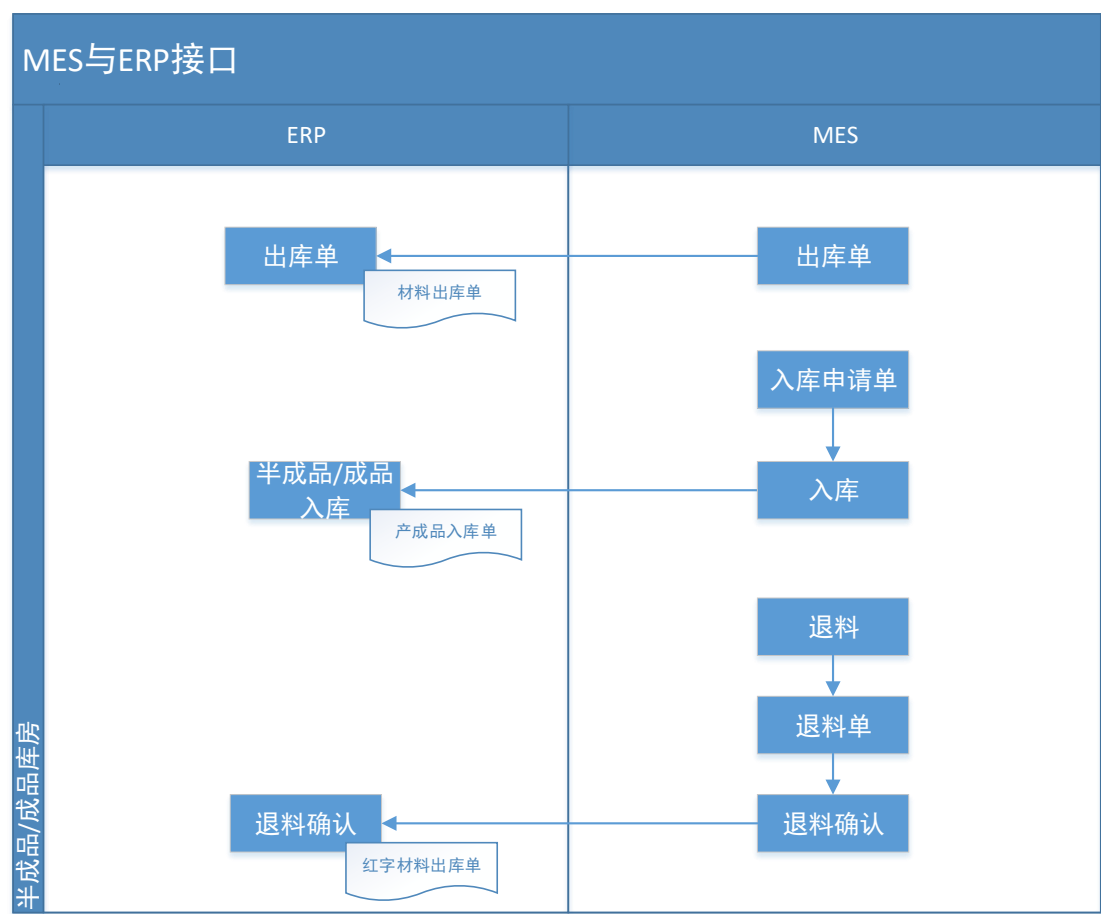 MES与ERP接口
ERP
MES
出库单
出库单
材料出库单
入库申请单
半成品/成品
入库
入库
产成品入库单
退料
退料单
退料确认
退料确认
红字材料出库单
半成品/成品库房